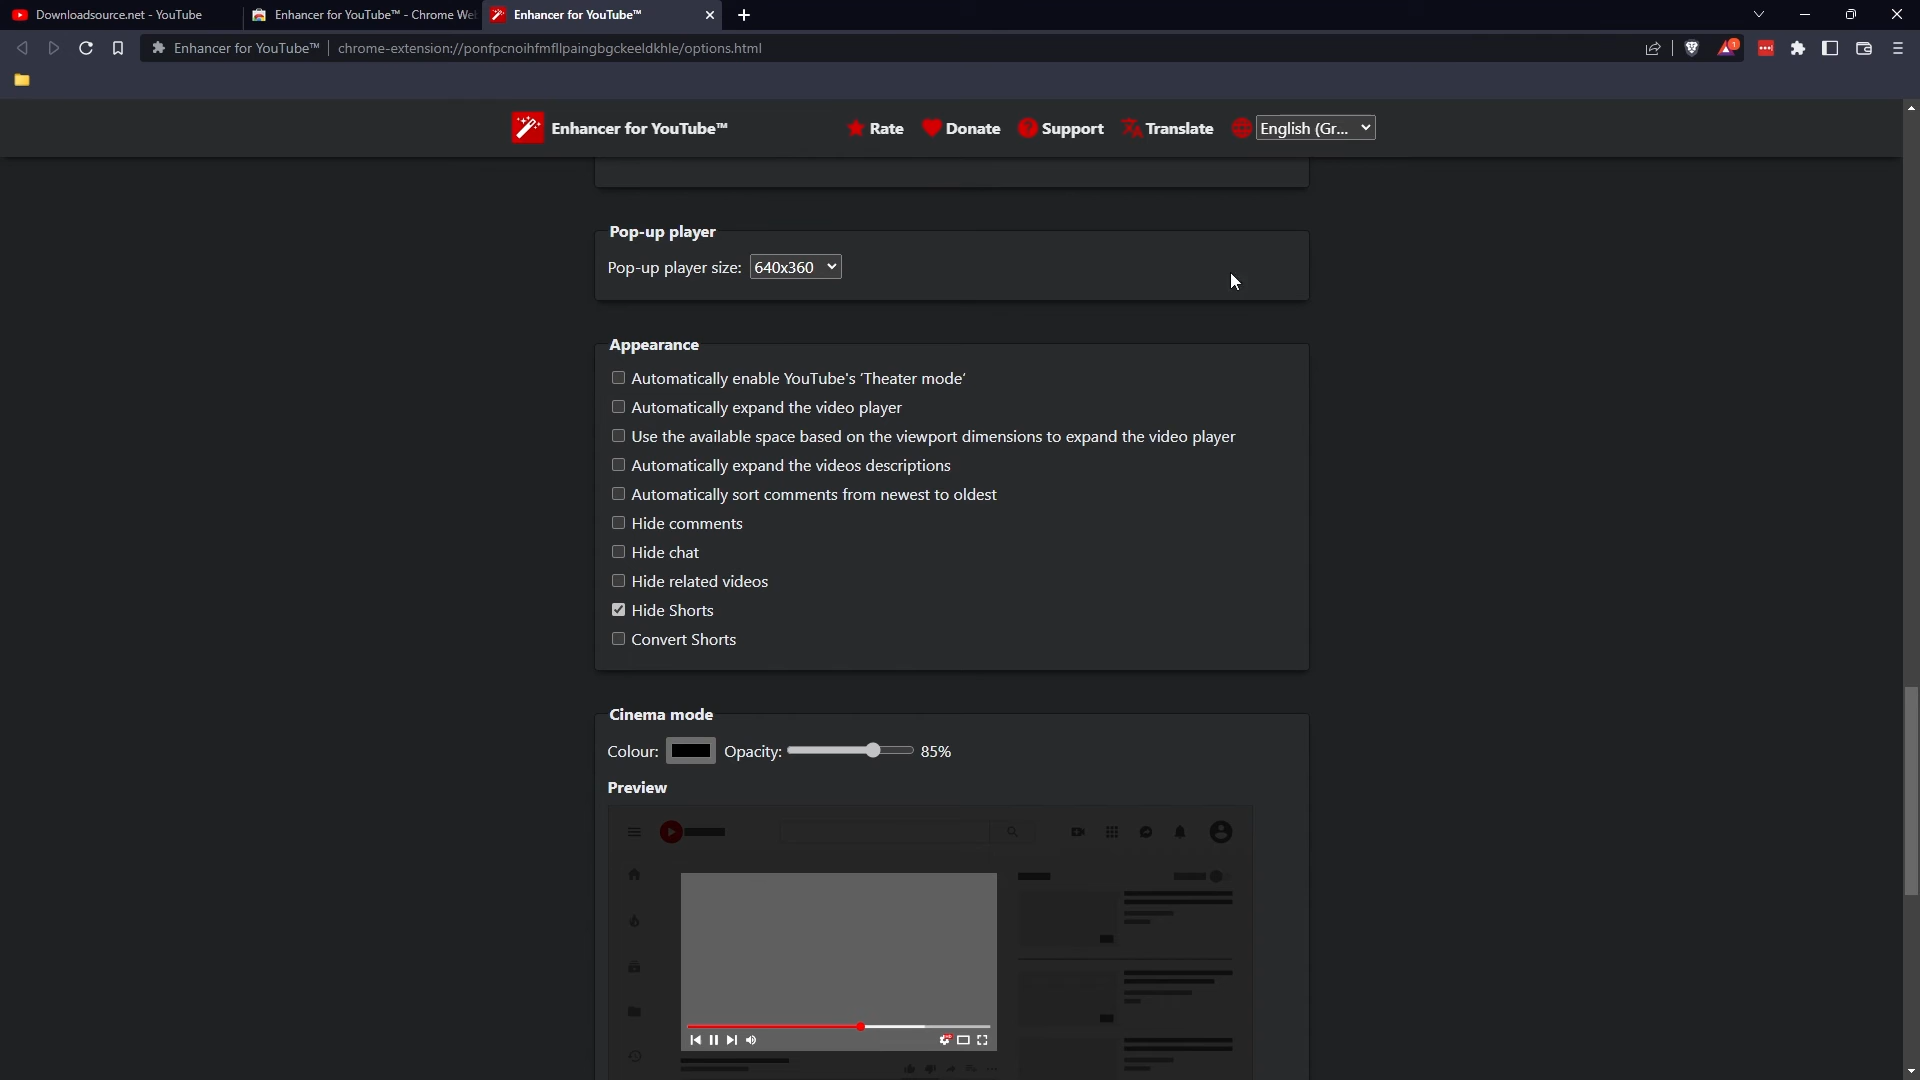 Downloadsource.net - YouTube
Enhancer for YouTube™ - Chrome We
Enhancer for YouTube™
Enhancer for YouTube™ chrome-extension://ponfpcnoihfmfllpaingbgckeeldkhle/options.html
1
Enhancer for YouTube™ Rate Donate Support Translate English (Gr...
Pop-up player
Pop-up player size: 640x360
Appearance
Automatically enable YouTube's ‘Theater mode’
Automatically expand the video player
Use the available space based on the viewport dimensions to expand the video player
Automatically expand the videos descriptions
Automatically sort comments from newest to oldest
Hide comments
Hide chat
Hide related videos
Hide Shorts
Convert Shorts
Cinema mode
Colour: Opacity: 85%
Preview